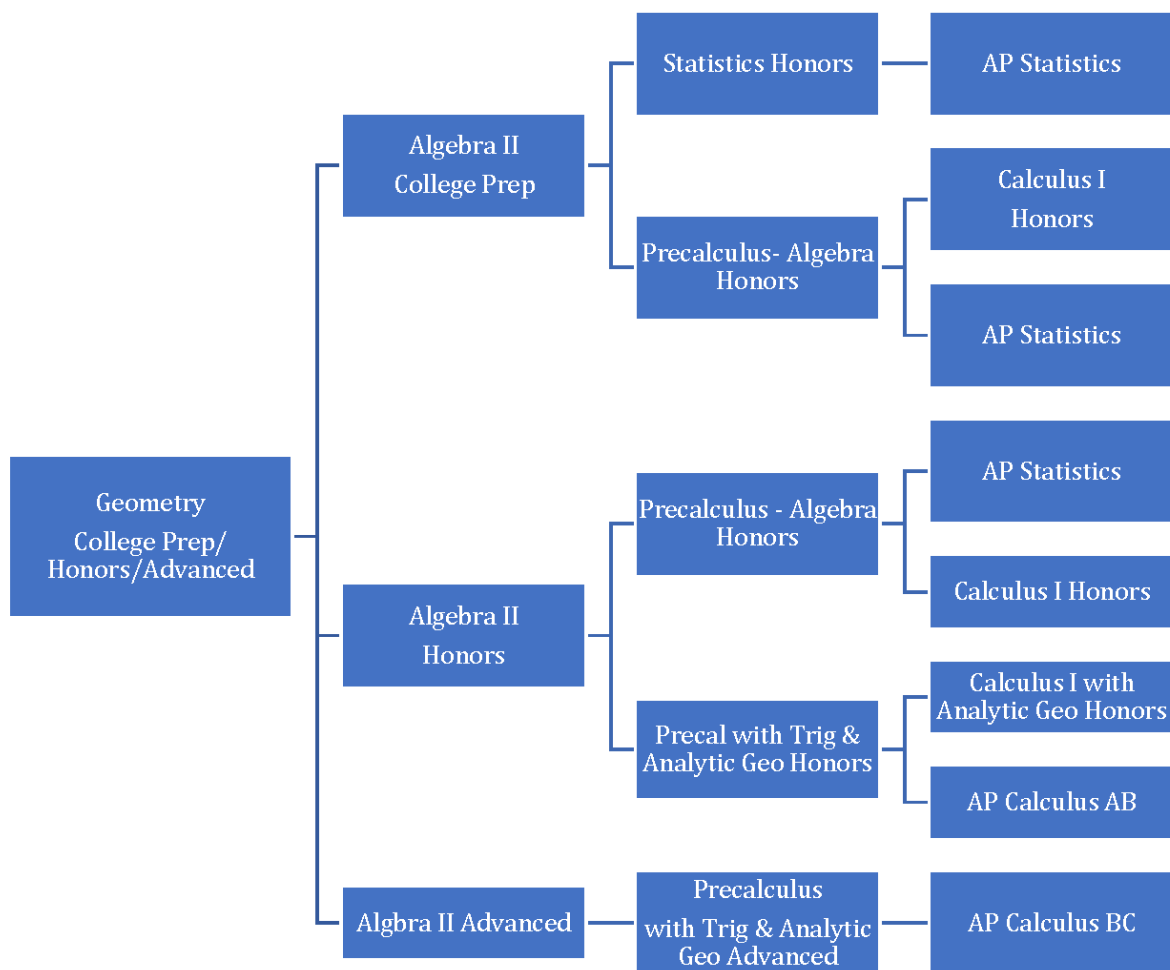 Geometry
College Prep/
Honors/Advanced
Algebra II
College Prep
Statistics Honors
AP Statistics
Precalculus- Algebra
Honors
Calculus I
Honors
AP Statistics
Algebra II
Honors
Precalculus - Algebra
Honors
AP Statistics
Calculus I Honors
Precal with Trig &
Analytic Geo Honors
Calculus I with
Analytic Geo Honors
AP Calculus AB
Algbra II Advanced
Precalculus
with Trig & Analytic
Geo Advanced
AP Calculus BC